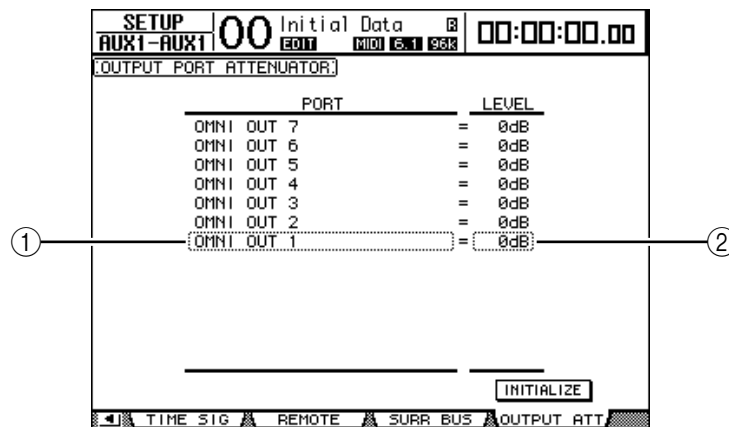 SETUP
AUX1-AUX1
00
Initial Data R
EDIT MIDI 6.1 96k
00:00:00.00
OUTPUT PORT ATTENUATOR
PORT LEVEL
OMNI OUT 7 = 0dB
OMNI OUT 6 = 0dB
OMNI OUT 5 = 0dB
OMNI OUT 4 = 0dB
OMNI OUT 3 = 0dB
OMNI OUT 2 = 0dB
1 OMNI OUT 1 = 0dB 2
INITIALIZE
TIME SIG REMOTE SURR BUS OUTPUT ATT